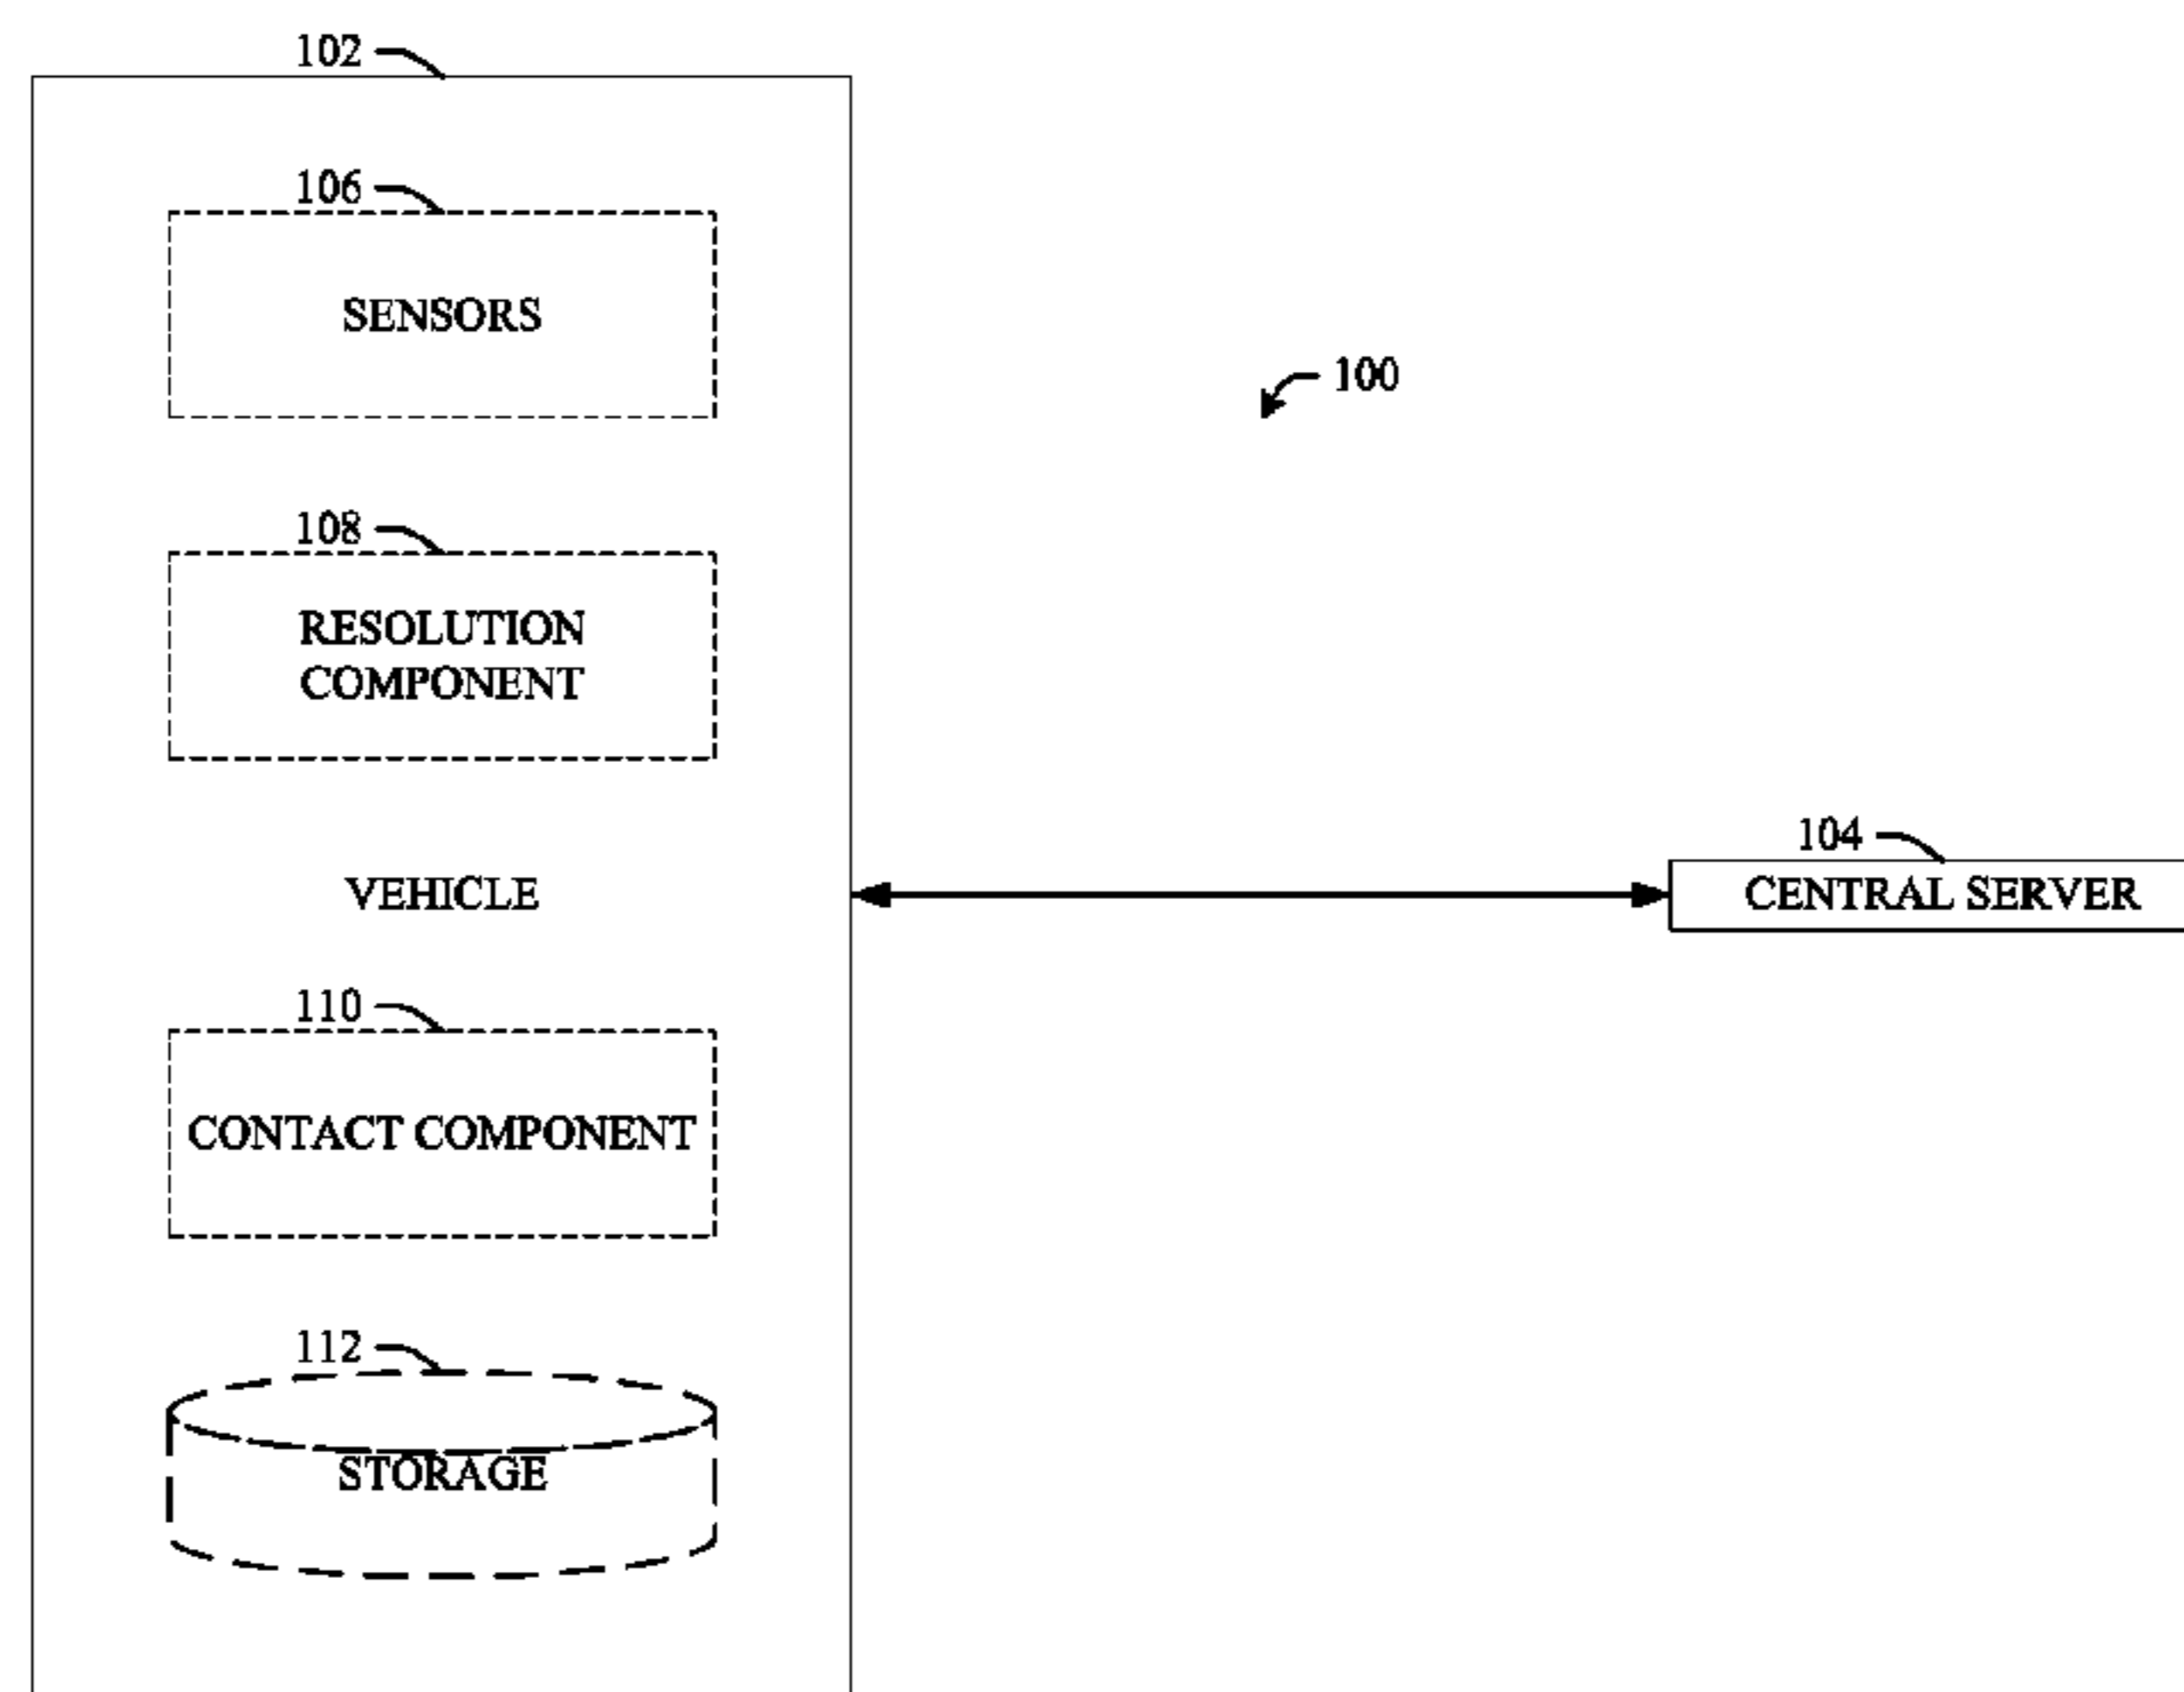 102
106
SENSORS
100
108
RESOLUTION
COMPONENT
104
VEHICLE
CENTRAL SERVER
110
CONTACT COMPONENT
112
STORAGE